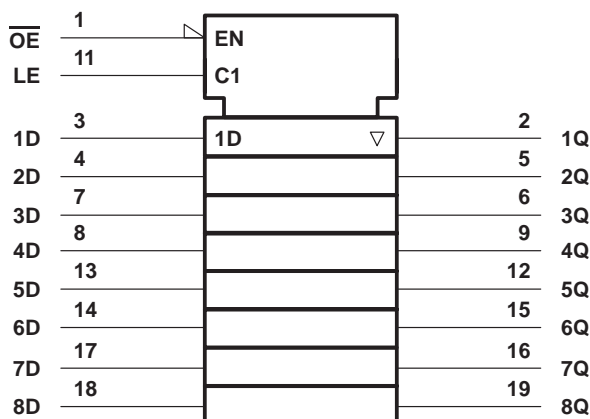 1
OE EN
11
LE C1
3 2
1D 1D 1Q
4 5
2D 2Q
7 6
3D 3Q
8 9
4D 4Q
13 12
5D 5Q
14 15
6D 6Q
17 16
7D 7Q
18 19
8D 8Q